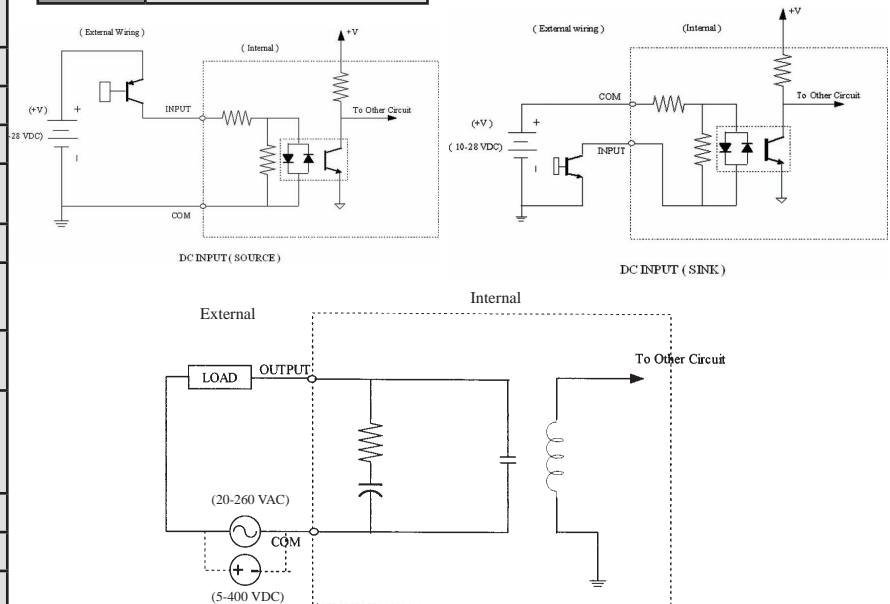 ( External Wiring )
( Internal )
+V
(+V)
+
-28 VDC)
INPUT
To Other Circuit
COM
DC INPUT ( SOURCE )
( External wiring )
(Internal)
+V
COM
To Other Circuit
(+V )
+
( 10-28 VDC)
INPUT
DC INPUT ( SINK )
External
Internal
LOAD
OUTPUT
To Other Circuit
(20-260 VAC)
COM
+ -
(5-400 VDC)